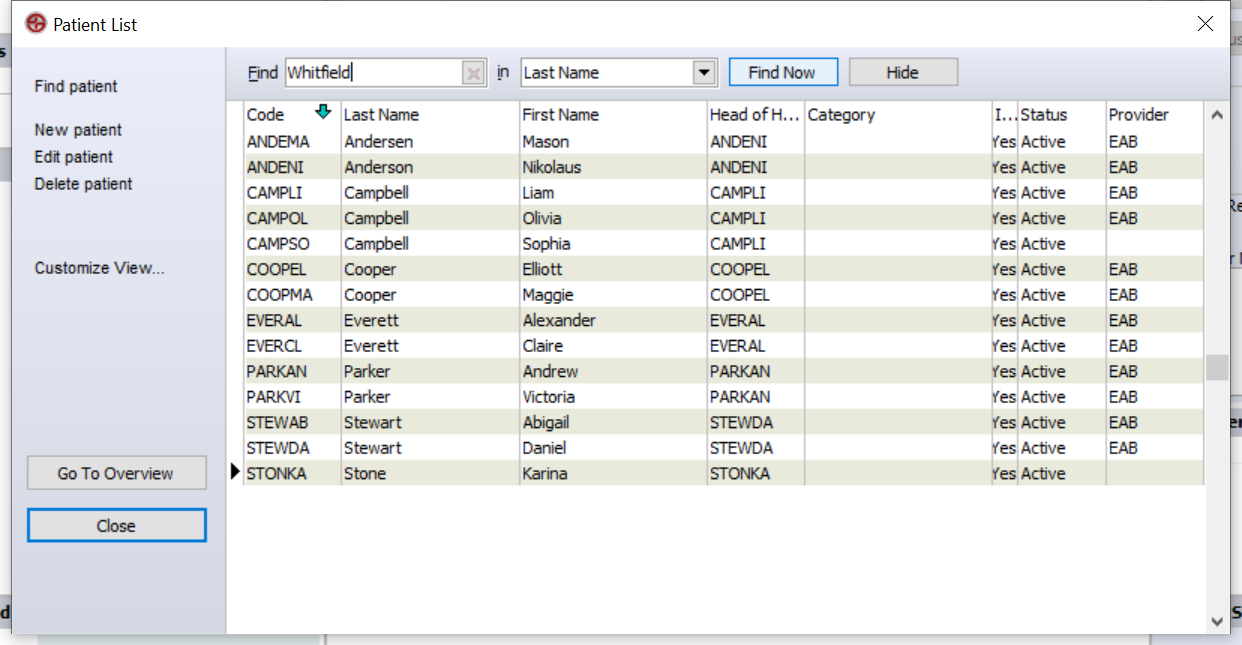 Patient List
Find patient
New patient
Edit patient
Delete patient
Customize View...
Go To Overview
Close
Find Whitfield in Last Name Find Now Hide
Code Last Name First Name Head of H... Category I... Status Provider
ANDEMA Andersen Mason ANDENI Yes Active EAB
ANDENI Anderson Nikolaus ANDENI Yes Active EAB
CAMPLI Campbell Liam CAMPLI Yes Active EAB
CAMPOL Campbell Olivia CAMPLI Yes Active EAB
CAMPSO Campbell Sophia CAMPLI Yes Active
COOPEL Cooper Elliott COOPEL Yes Active EAB
COOPMA Cooper Maggie COOPEL Yes Active EAB
EVERAL Everett Alexander EVERAL Yes Active EAB
EVERCL Everett Claire EVERAL Yes Active EAB
PARKAN Parker Andrew PARKAN Yes Active EAB
PARKVI Parker Victoria PARKAN Yes Active EAB
STEWAB Stewart Abigail STEWDA Yes Active EAB
STEWDA Stewart Daniel STEWDA Yes Active EAB
STONKA Stone Karina STONKA Yes Active